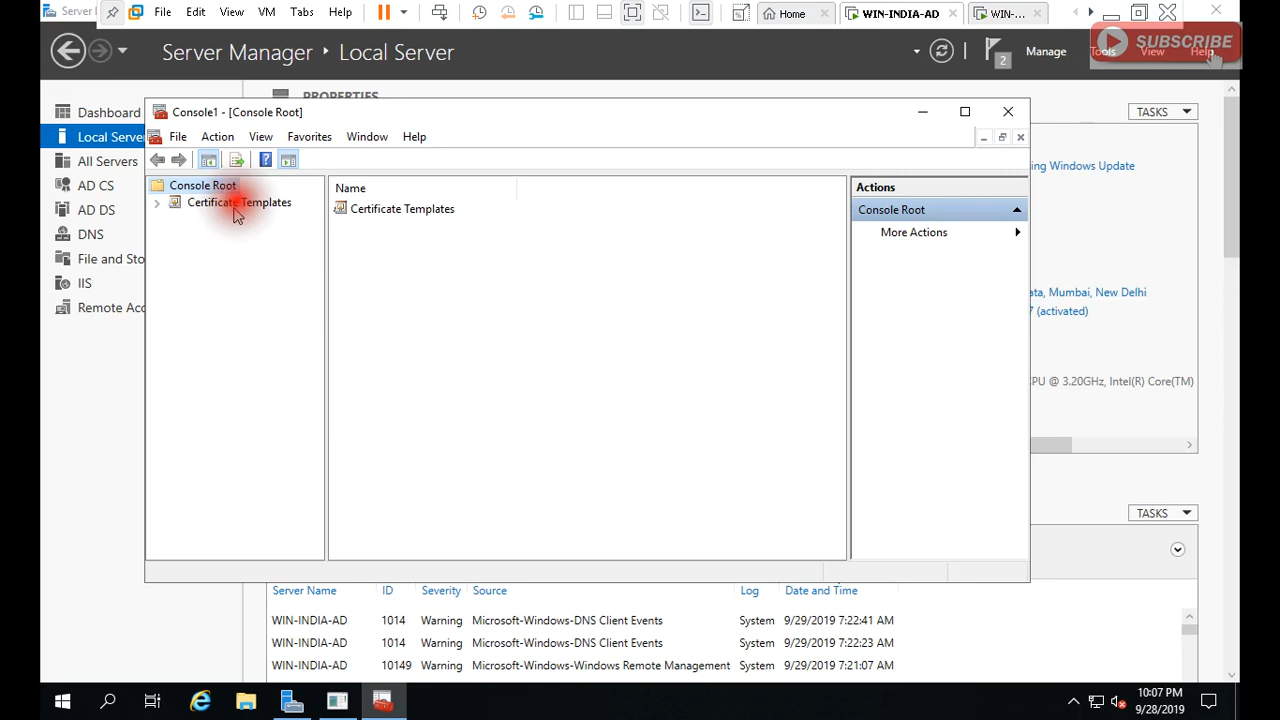 Server M
File Edit View VM Tabs Help
Home
WIN-INDIA-AD
WIN-...
Server Manager ‣ Local Server
2
Manage
Tools
View
Help
SUBSCRIBE
Dashboard
Local Serve
All Servers
AD CS
AD DS
DNS
File and Sto
IIS
Remote Acc
PROPERTIES
TASKS
Console1 - [Console Root]
File Action View Favorites Window Help
Console Root
Certificate Templates
Name
Certificate Templates
Actions
Console Root
More Actions
ing Windows Update
ata, Mumbai, New Delhi
7 (activated)
PU @ 3.20GHz, Intel(R) Core(TM)
TASKS
Server Name ID Severity Source Log Date and Time
WIN-INDIA-AD 1014 Warning Microsoft-Windows-DNS Client Events System 9/29/2019 7:22:41 AM
WIN-INDIA-AD 1014 Warning Microsoft-Windows-DNS Client Events System 9/29/2019 7:22:23 AM
WIN-INDIA-AD 10149 Warning Microsoft-Windows-Windows Remote Management System 9/29/2019 7:21:07 AM
10:07 PM
9/28/2019